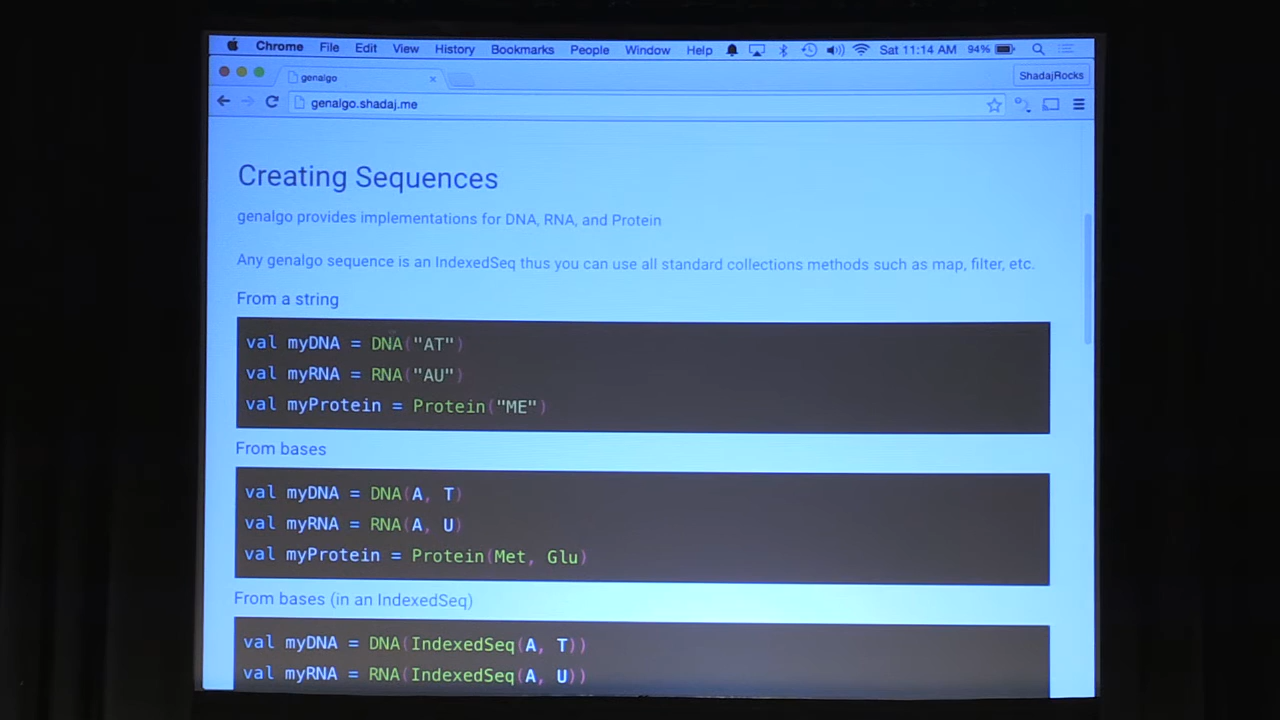 Chrome File Edit View History Bookmarks People Window Help Sat 11:14 AM 94%
genalgo
ShadajRocks
genalgo.shadaj.me
Creating Sequences
genalgo provides implementations for DNA, RNA, and Protein
Any genalgo sequence is an IndexedSeq thus you can use all standard collections methods such as map, filter, etc.
From a string
val myDNA = DNA("AT")
val myRNA = RNA("AU")
val myProtein = Protein("ME")
From bases
val myDNA = DNA(A, T)
val myRNA = RNA(A, U)
val myProtein = Protein(Met, Glu)
From bases (in an IndexedSeq)
val myDNA = DNA(IndexedSeq(A, T))
val myRNA = RNA(IndexedSeq(A, U))